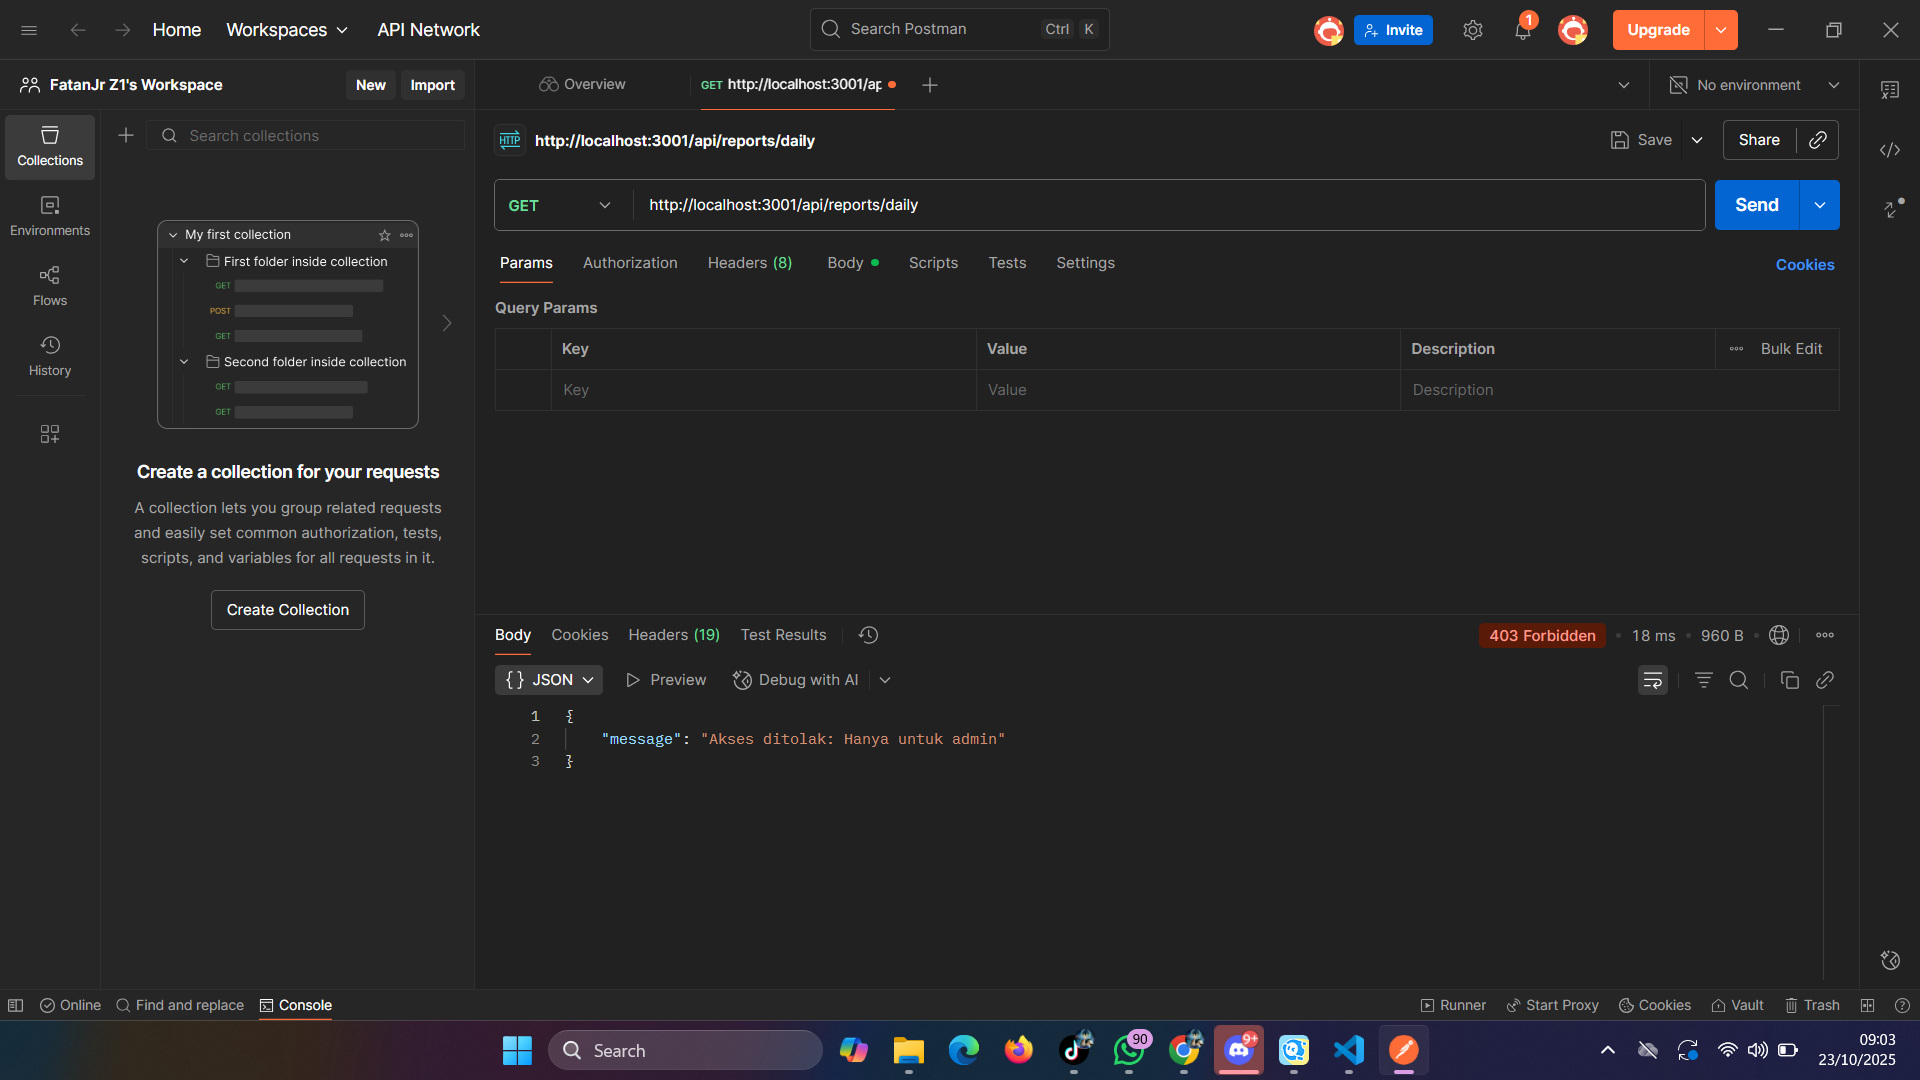 Home
Workspaces
API Network
Search Postman
Ctrl K
Invite
1
Upgrade
FatanJr Z1's Workspace
New
Import
Overview
GET http://localhost:3001/ap
No environment
Collections
Environments
Flows
History
Search collections
My first collection
First folder inside collection
GET
POST
GET
Second folder inside collection
GET
GET
Create a collection for your requests
A collection lets you group related requests
and easily set common authorization, tests,
scripts, and variables for all requests in it.
Create Collection
HTTP
http://localhost:3001/api/reports/daily
Save
Share
GET
http://localhost:3001/api/reports/daily
Send
Params
Authorization
Headers (8)
Body
Scripts
Tests
Settings
Cookies
Query Params
Key
Value
Description
Bulk Edit
Key
Value
Description
Body
Cookies
Headers (19)
Test Results
403 Forbidden
18 ms
960 B
{} JSON
Preview
Debug with AI
1 {
2 "message": "Akses ditolak: Hanya untuk admin"
3 }
Online
Find and replace
Console
Runner
Start Proxy
Cookies
Vault
Trash
Search
90
9+
09:03
23/10/2025